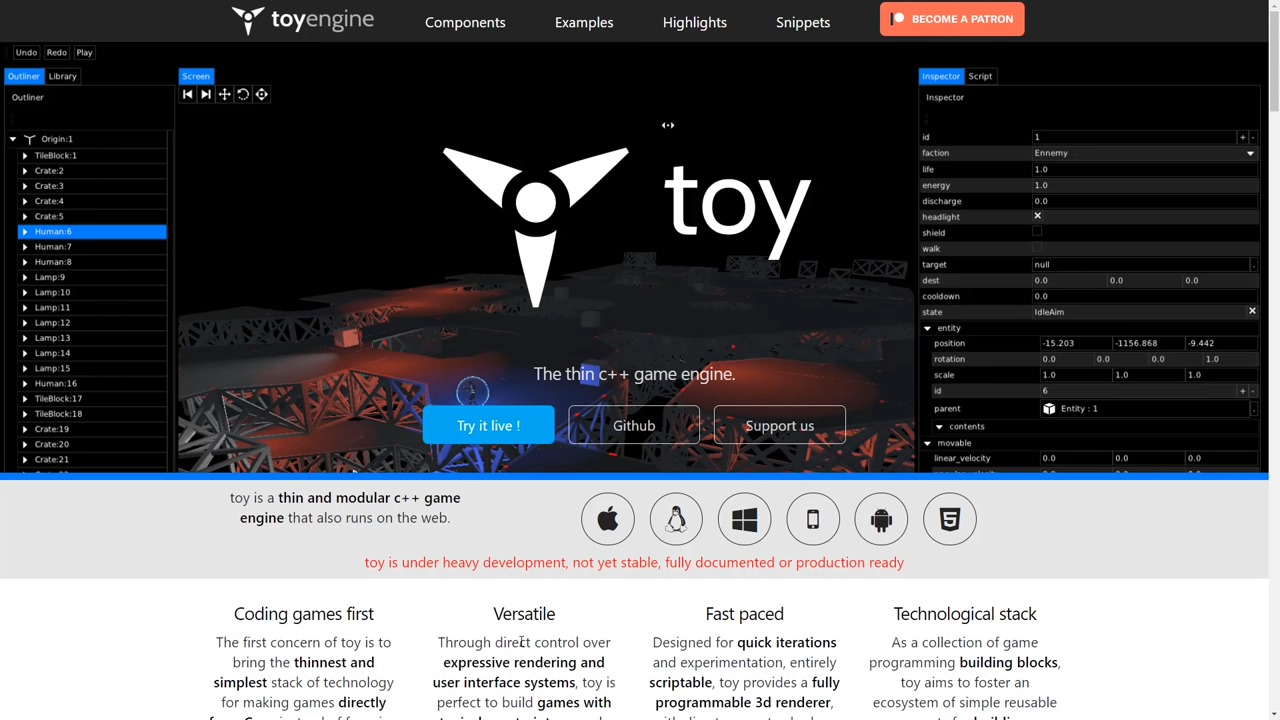 toyengine
Components
Examples
Highlights
Snippets
BECOME A PATRON
Undo
Redo
Play
Outliner
Library
Screen
Inspector
Script
Outliner
Origin:1
TileBlock:1
Crate:2
Crate:3
Crate:4
Crate:5
Human:6
Human:7
Human:8
Lamp:9
Lamp:10
Lamp:11
Lamp:12
Lamp:13
Lamp:14
Lamp:15
Human:16
TileBlock:17
TileBlock:18
Crate:19
Crate:20
Crate:21
toy
The thin c++ game engine.
Try it live !
Github
Support us
Inspector
id 1 + -
faction Ennemy
life 1.0
energy 1.0
discharge 0.0
headlight
shield
walk
target null
dest 0.0 0.0 0.0
cooldown 0.0
state IdleAim
entity
position -15.203 -1156.868 -9.442
rotation 0.0 0.0 0.0 1.0
scale 1.0 1.0 1.0
id 6 + -
parent Entity : 1
contents
movable
linear_velocity 0.0 0.0 0.0
toy is a thin and modular c++ game
engine that also runs on the web.
toy is under heavy development, not yet stable, fully documented or production ready
Coding games first
The first concern of toy is to
bring the thinnest and
simplest stack of technology
for making games directly
Versatile
Through direct control over
expressive rendering and
user interface systems, toy is
perfect to build games with
Fast paced
Designed for quick iterations
and experimentation, entirely
scriptable, toy provides a fully
programmable 3d renderer,
Technological stack
As a collection of game
programming building blocks,
toy aims to foster an
ecosystem of simple reusable